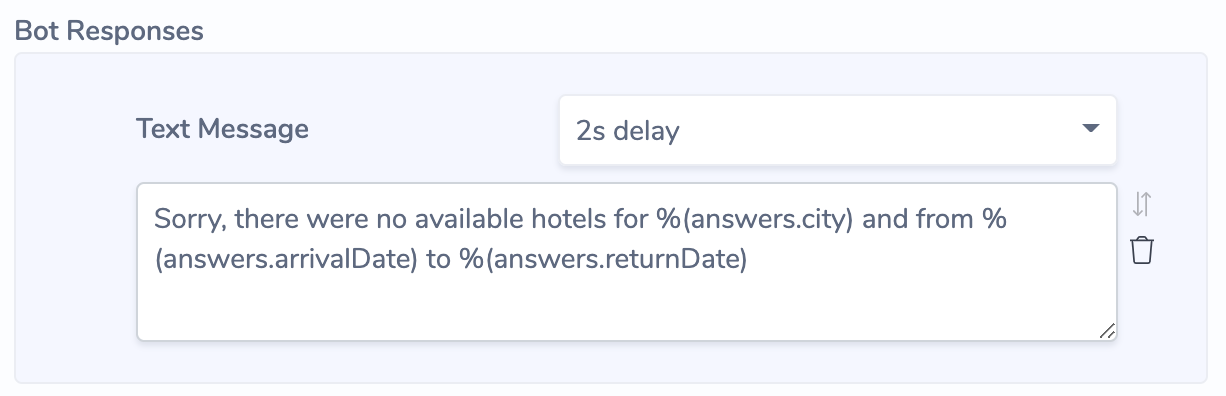 Bot Responses
Text Message
2s delay
Sorry, there were no available hotels for %(answers.city) and from %
(answers.arrivalDate) to %(answers.returnDate)